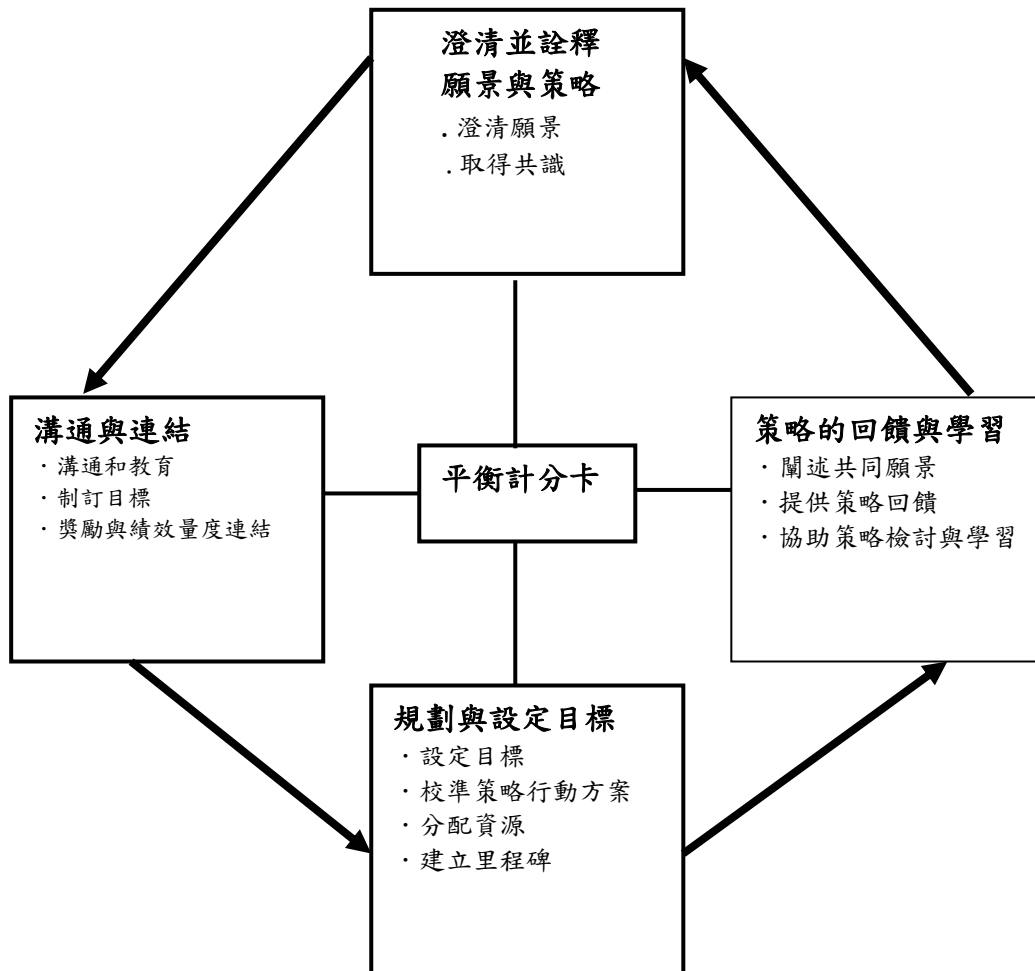 澄清並詮釋
願景與策略
. 澄清願景
. 取得共識
溝通與連結
· 溝通和教育
· 制訂目標
· 獎勵與績效量度連結
平衡計分卡
策略的回饋與學習
· 闡述共同願景
· 提供策略回饋
· 協助策略檢討與學習
規劃與設定目標
· 設定目標
· 校準策略行動方案
· 分配資源
· 建立里程碑